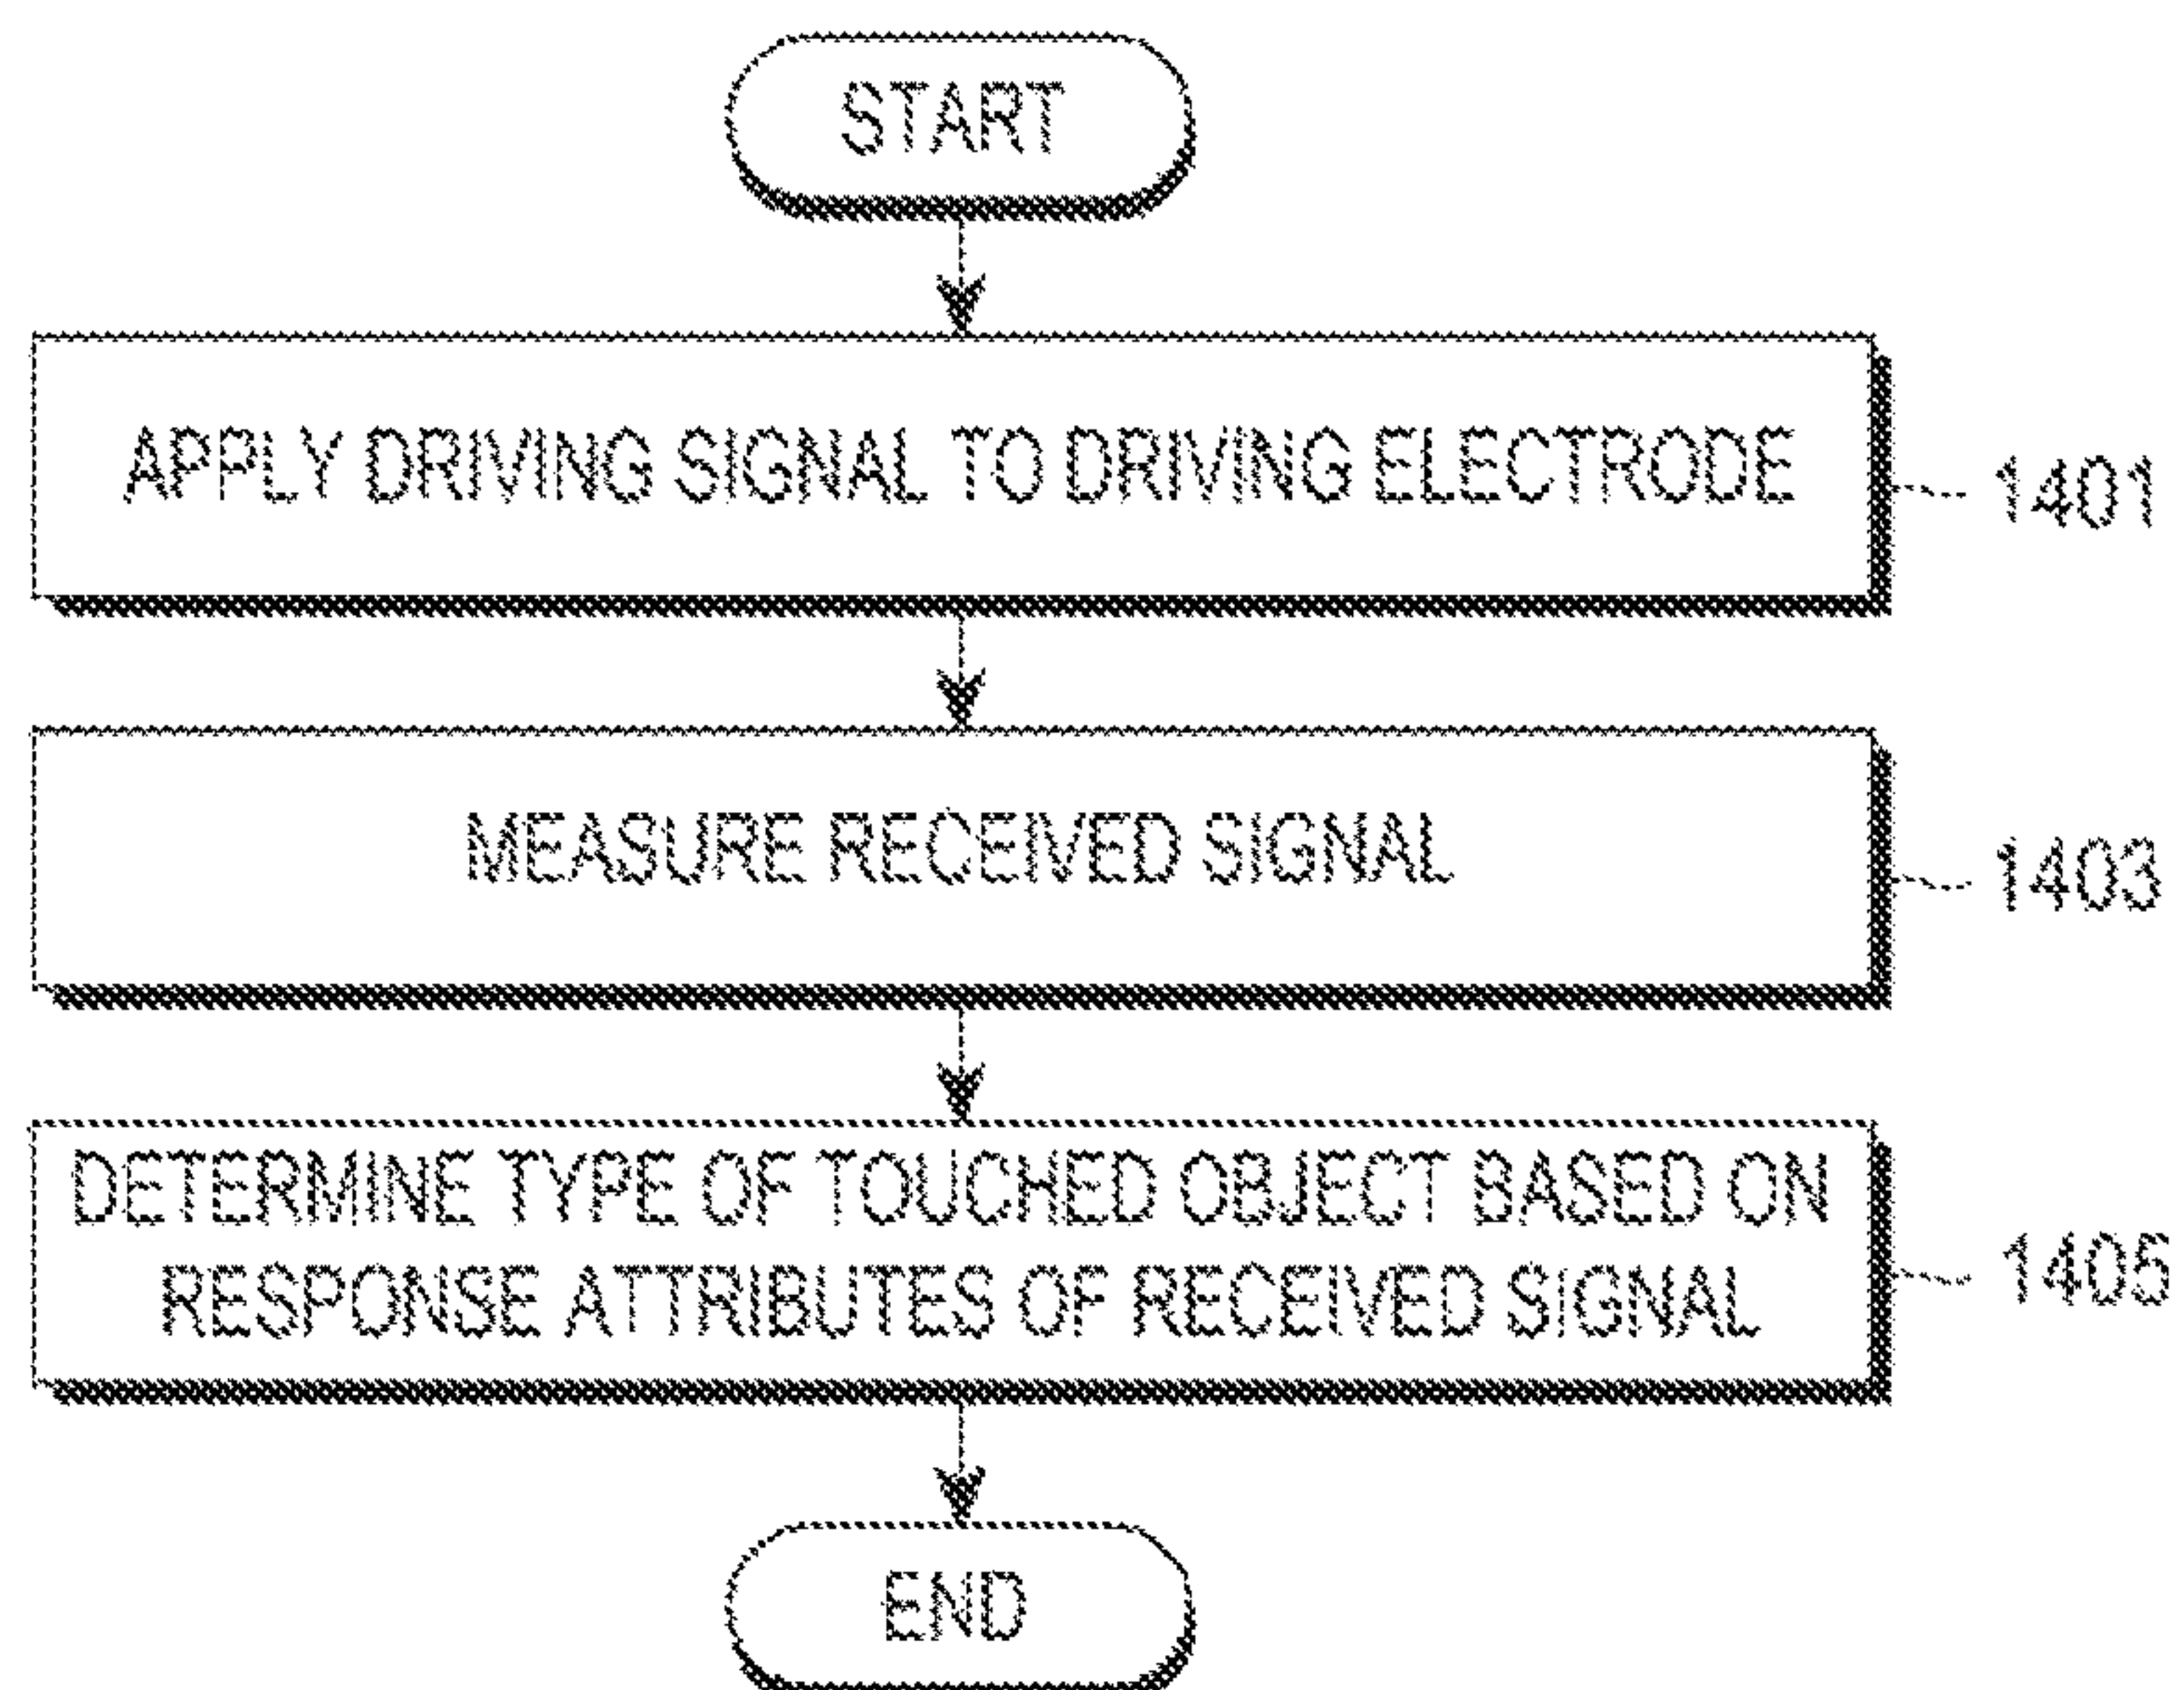 START
APPLY DRIVING SIGNAL TO DRIVING ELECTRODE
1401
MEASURE RECEIVED SIGNAL
1403
DETERMINE TYPE OF TOUCHED OBJECT BASED ON
RESPONSE ATTRIBUTES OF RECEIVED SIGNAL
1405
END